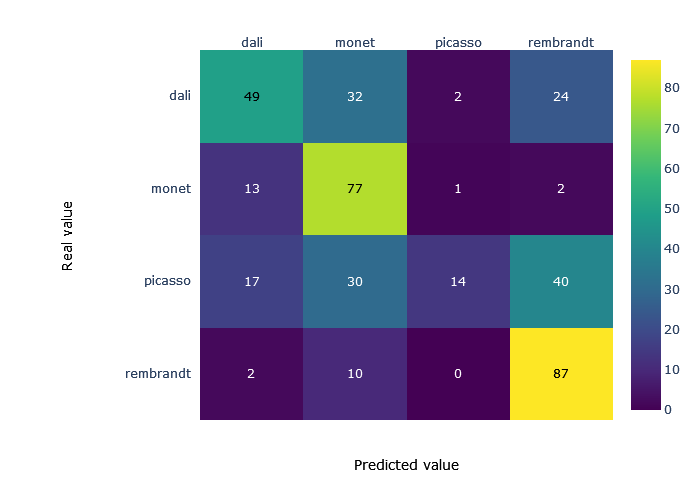 dali monet picasso rembrandt
dali 49 32 2 24
monet 13 77 1 2
picasso 17 30 14 40
rembrandt 2 10 0 87
Real value
Predicted value
80
70
60
50
40
30
20
10
0